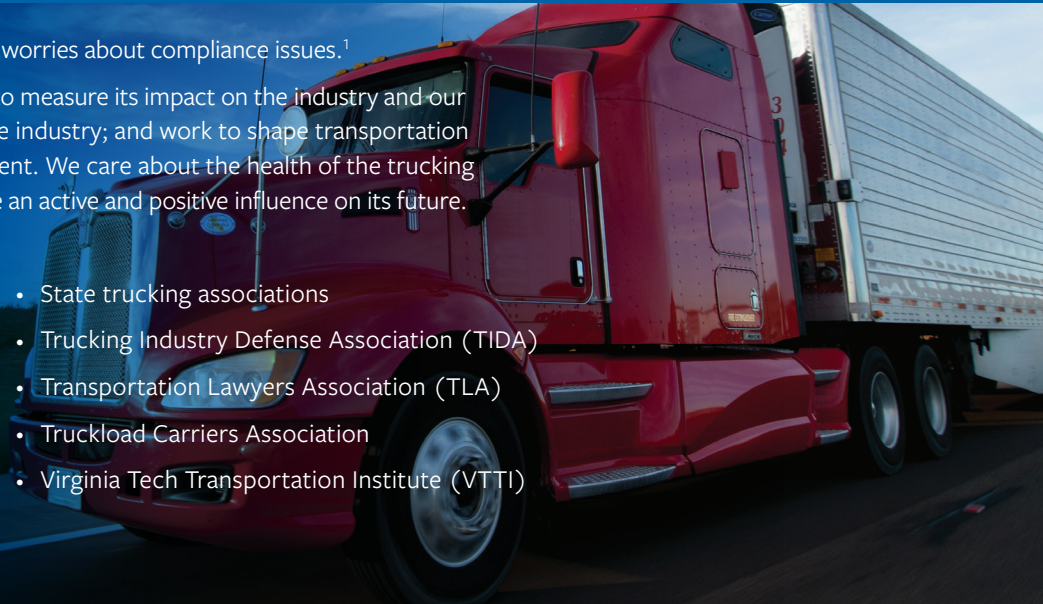 worries about compliance issues.¹
o measure its impact on the industry and our
e industry; and work to shape transportation
ent. We care about the health of the trucking
e an active and positive influence on its future.
• State trucking associations
• Trucking Industry Defense Association (TIDA)
• Transportation Lawyers Association (TLA)
• Truckload Carriers Association
• Virginia Tech Transportation Institute (VTTI)
FIRE EXTINGUISHER